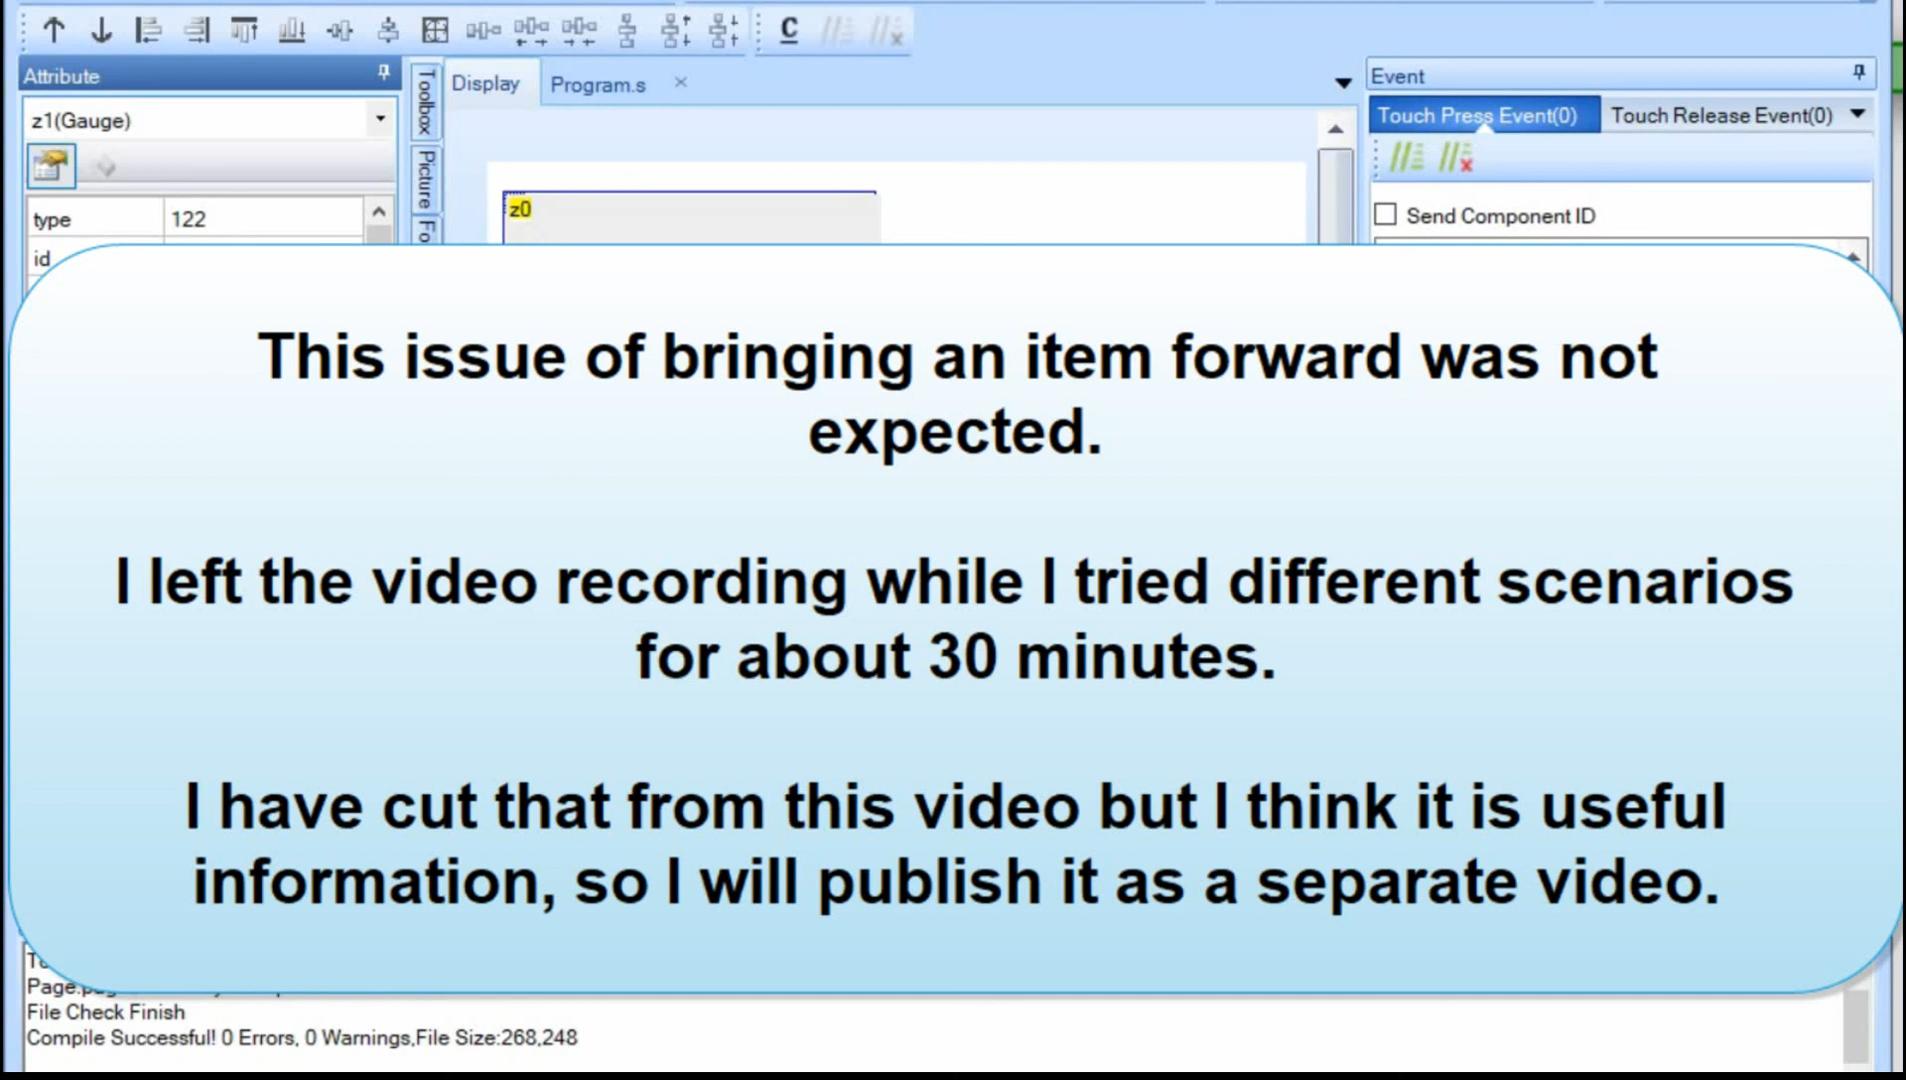 Attribute
z1(Gauge)
type 122
id
Toolbox
Picture
Fo
Display
Program.s
z0
Event
Touch Press Event(0)
Touch Release Event(0)
Send Component ID
This issue of bringing an item forward was not
expected.
I left the video recording while I tried different scenarios
for about 30 minutes.
I have cut that from this video but I think it is useful
information, so I will publish it as a separate video.
File Check Finish
Compile Successful! 0 Errors, 0 Warnings,File Size:268,248